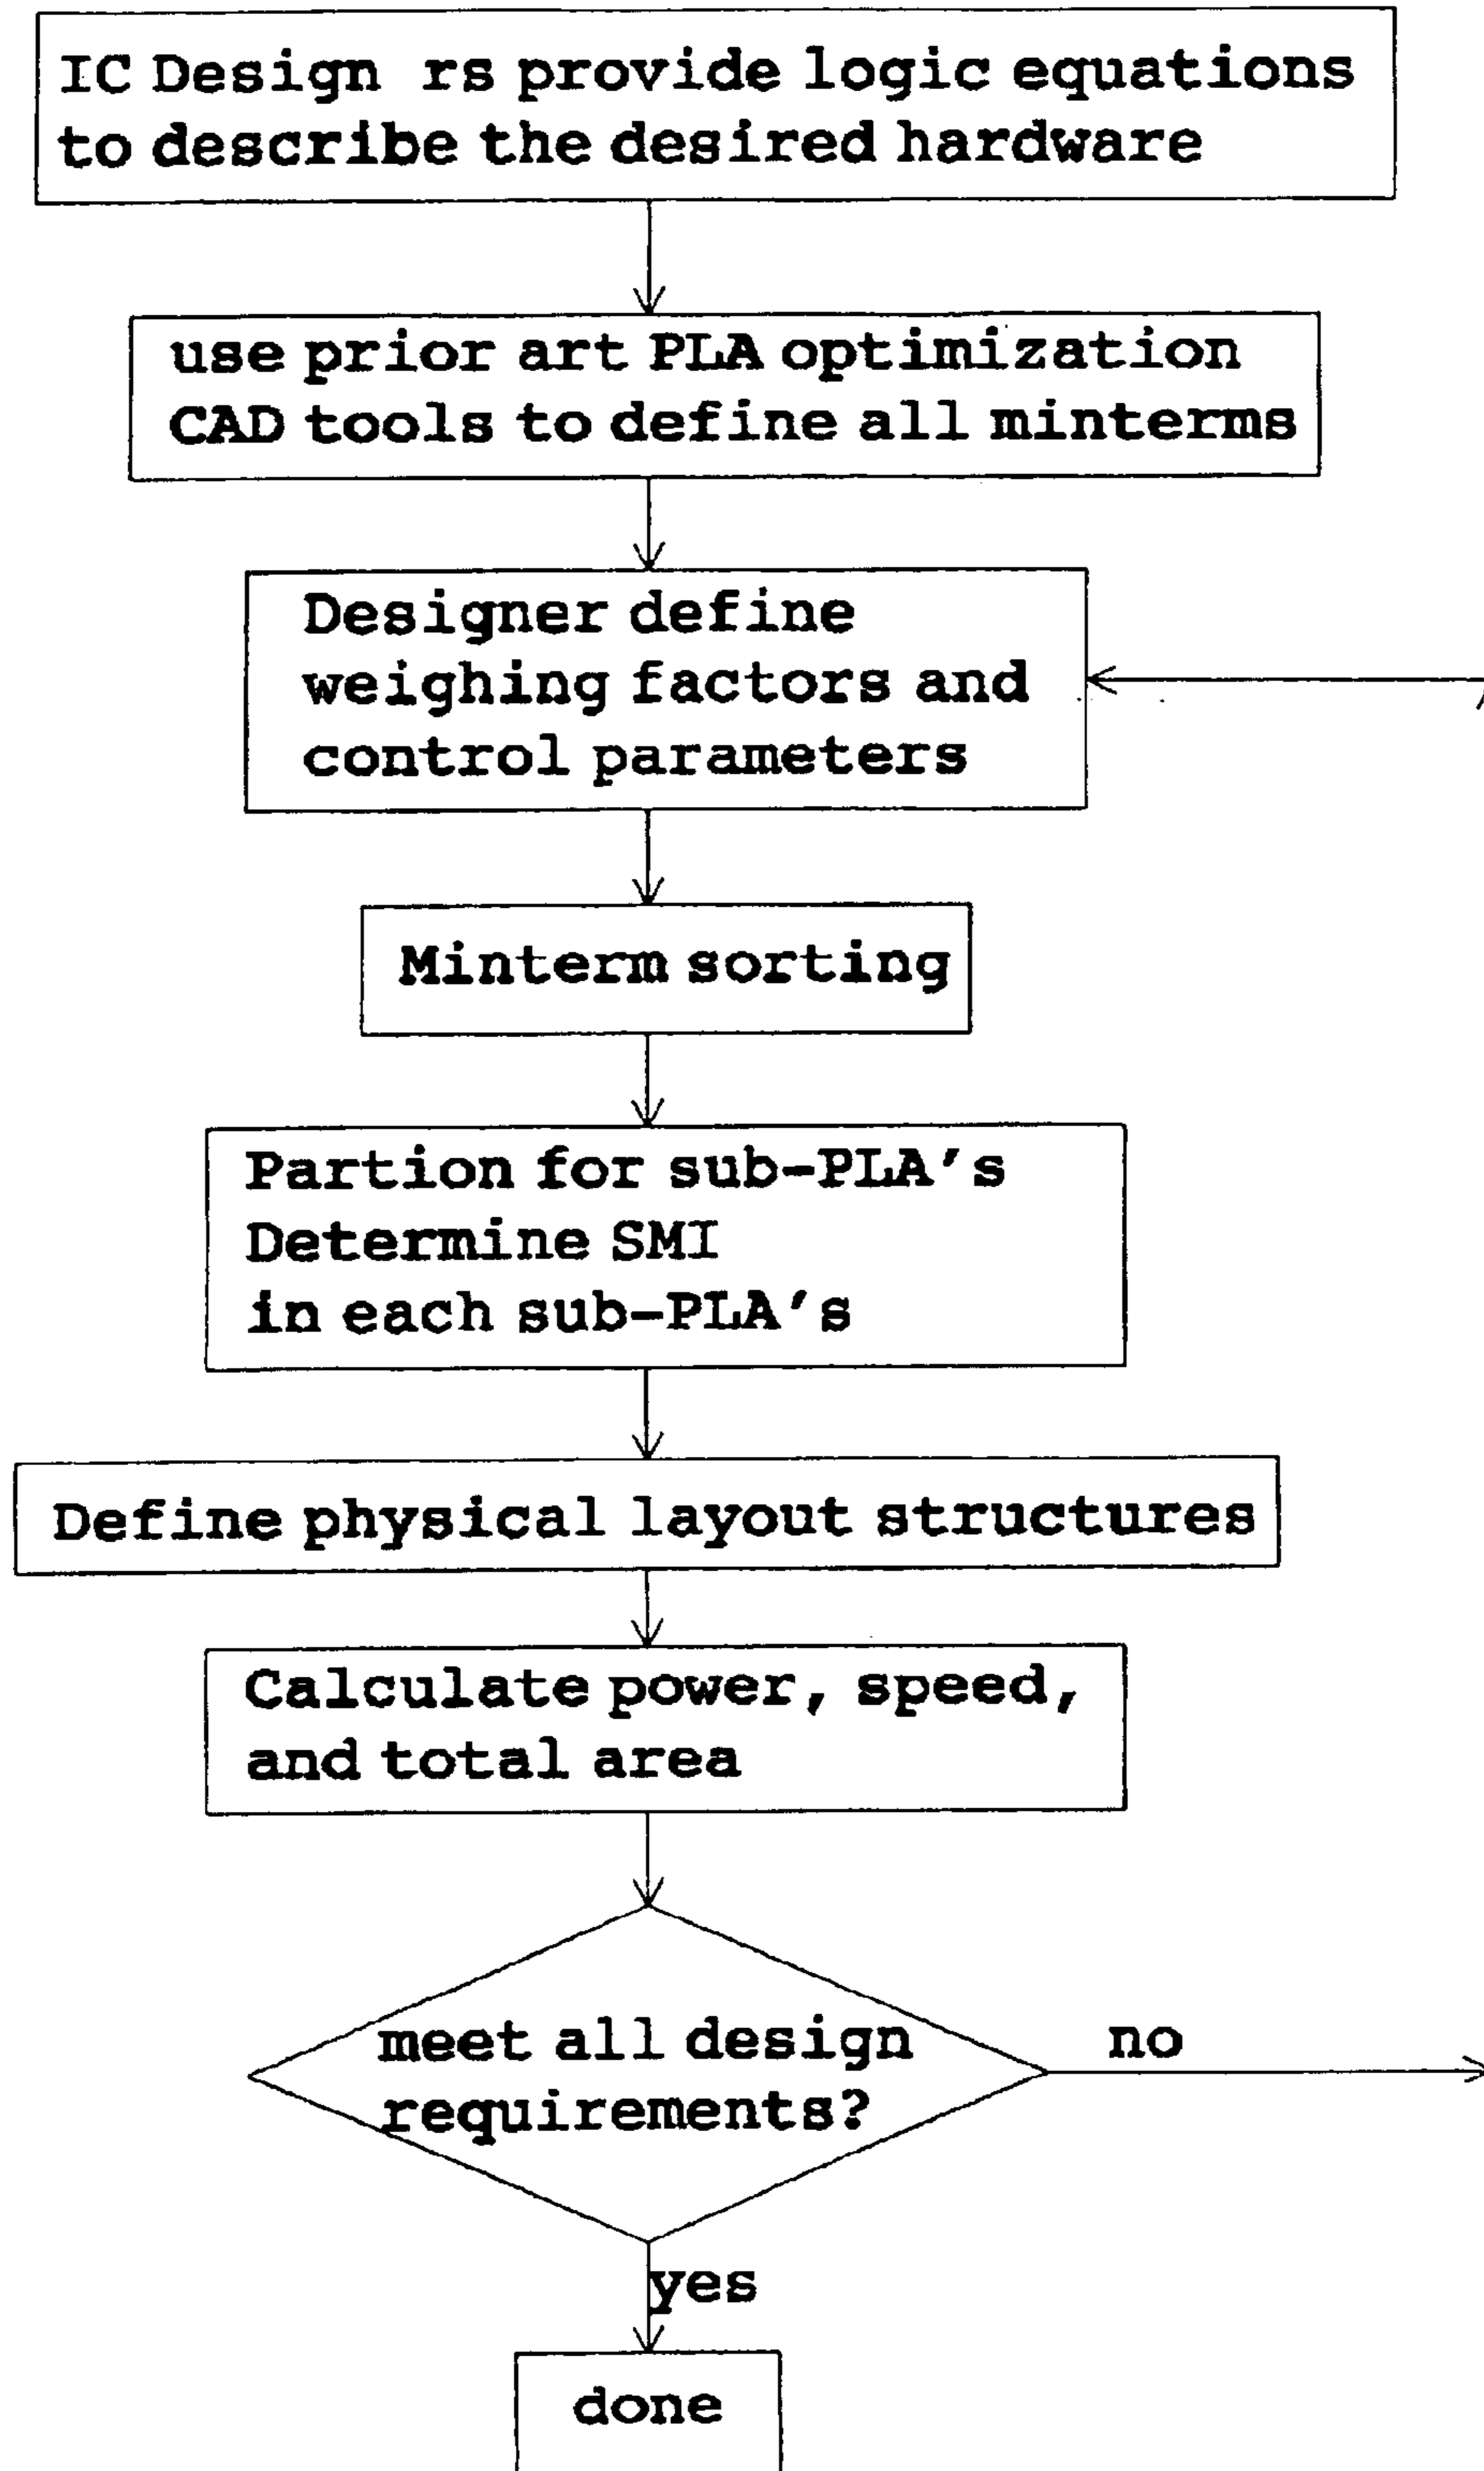 IC Design rs provide logic equations
to describe the desired hardware
use prior art PLA optimization
CAD tools to define all minterms
Designer define
weighing factors and
control parameters
Minterm sorting
Partion for sub-PLA's
Determine SMI
in each sub-PLA's
Define physical layout structures
Calculate power, speed,
and total area
meet all design
requirements?
no
yes
done